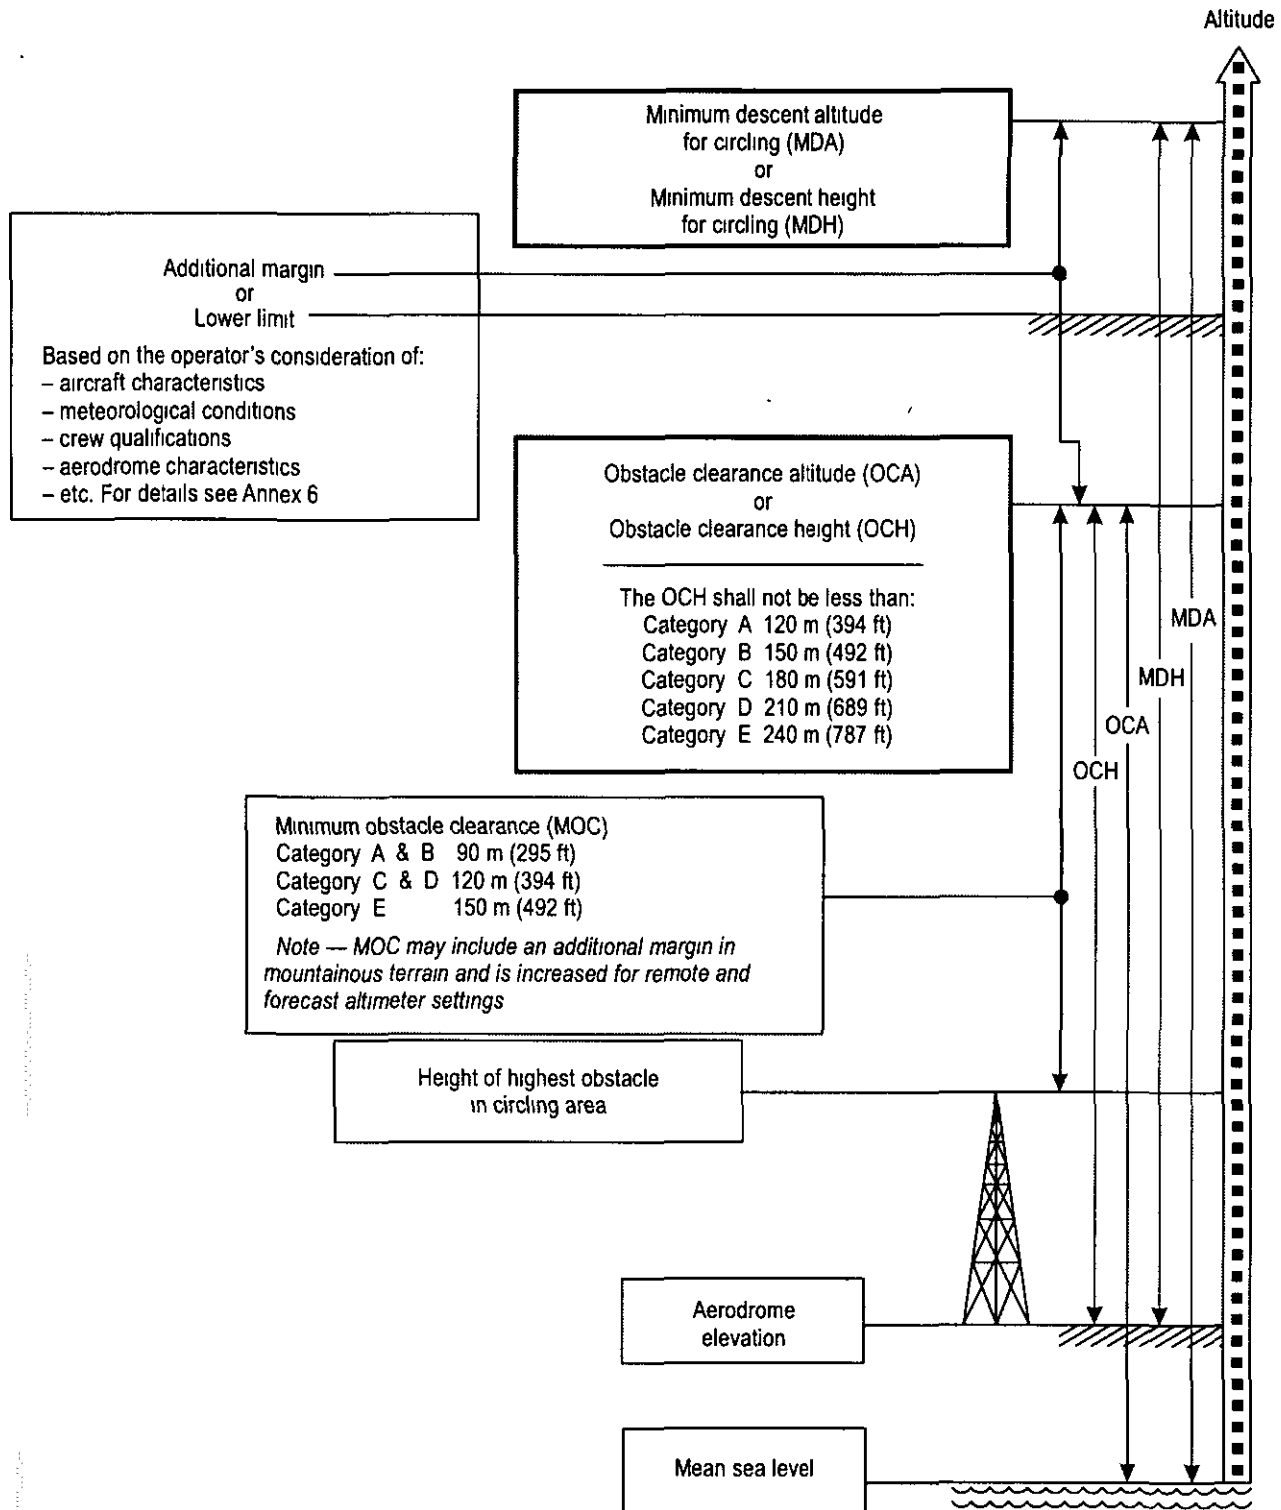 Altitude
Minimum descent altitude
for circling (MDA)
or
Minimum descent height
for circling (MDH)
Additional margin
or
Lower limit
Based on the operator's consideration of:
– aircraft characteristics
– meteorological conditions
– crew qualifications
– aerodrome characteristics
– etc. For details see Annex 6
Obstacle clearance altitude (OCA)
or
Obstacle clearance height (OCH)
The OCH shall not be less than:
Category A 120 m (394 ft)
Category B 150 m (492 ft)
Category C 180 m (591 ft)
Category D 210 m (689 ft)
Category E 240 m (787 ft)
MDA
MDH
OCA
OCH
Minimum obstacle clearance (MOC)
Category A & B 90 m (295 ft)
Category C & D 120 m (394 ft)
Category E 150 m (492 ft)
Note — MOC may include an additional margin in
mountainous terrain and is increased for remote and
forecast altimeter settings
Height of highest obstacle
in circling area
Aerodrome
elevation
Mean sea level